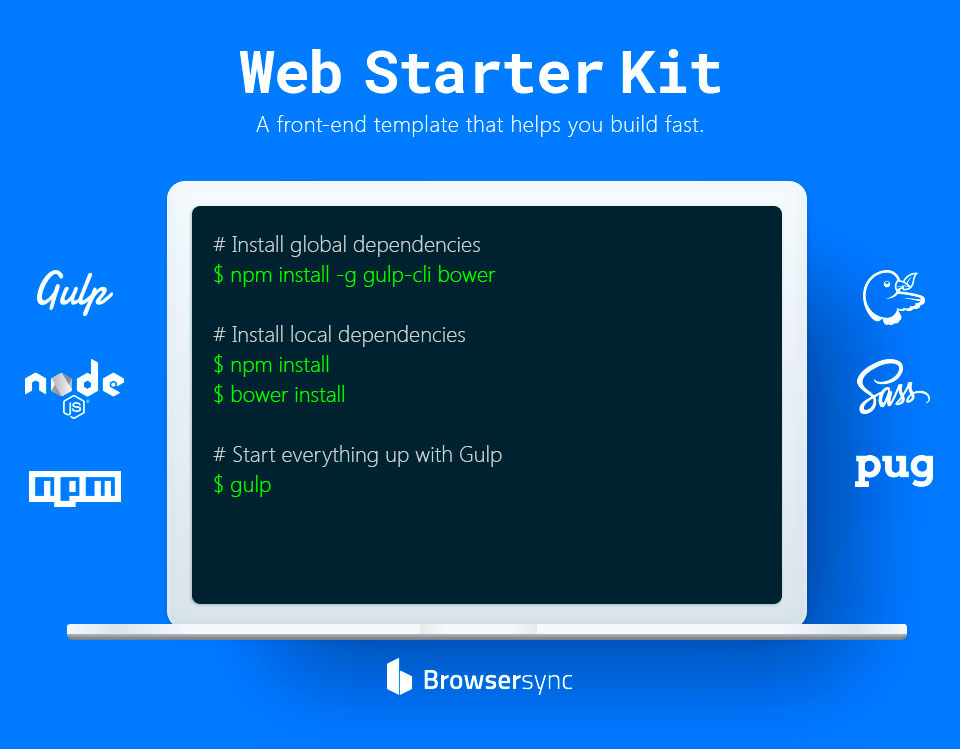 Web Starter Kit
A front-end template that helps you build fast.
# Install global dependencies
$ npm install -g gulp-cli bower
# Install local dependencies
$ npm install
$ bower install
# Start everything up with Gulp
$ gulp
Gulp
node
JS
npm
Sass
pug
Browsersync